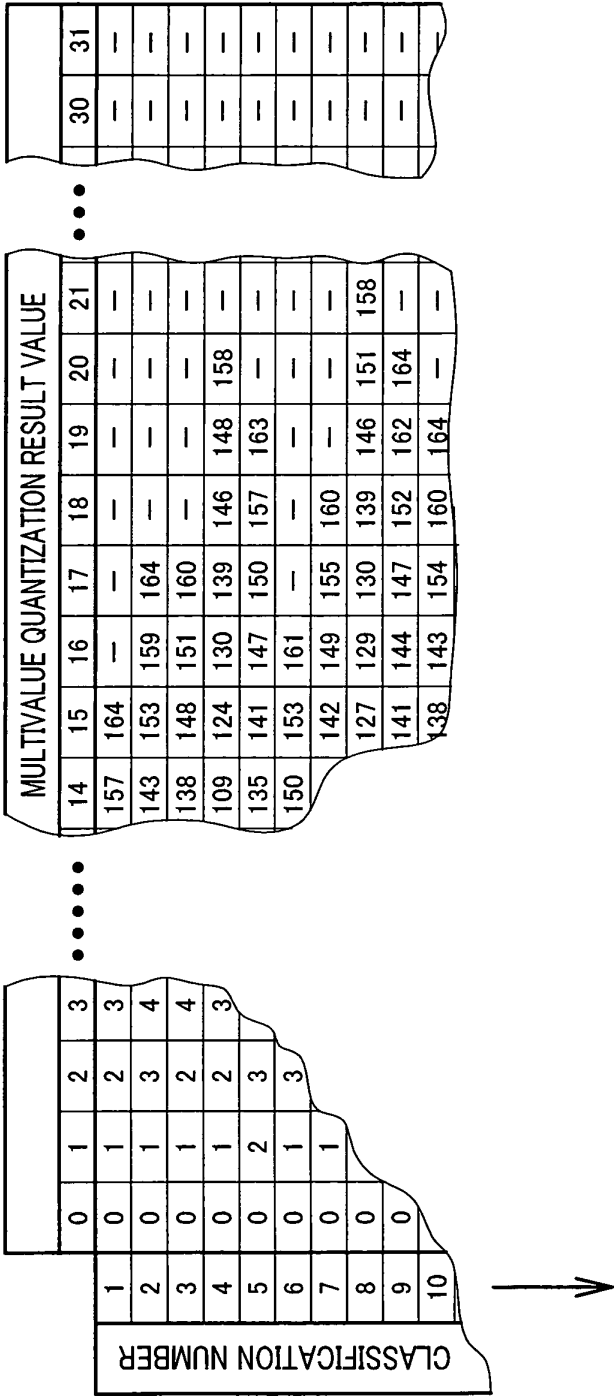 MULTIVALUE QUANTIZATION RESULT VALUE
0 1 2 3 ••••• 14 15 16 17 18 19 20 21 ••• 30 31
CLASSIFICATION NUMBER
1 0 1 2 3 157 164 — — — — — — — —
2 0 1 3 4 143 153 159 164 — — — — — —
3 0 1 2 4 138 148 151 160 — — — — — —
4 0 1 2 3 109 124 130 139 146 148 158 — — —
5 0 2 3 135 141 147 150 157 163 — — — —
6 0 1 3 150 153 161 — — — — — — —
7 0 1 142 149 155 160 — — — — —
8 0 127 129 130 139 146 151 158 — —
9 0 141 144 147 152 162 164 — — —
10 138 143 154 160 164 — — — —